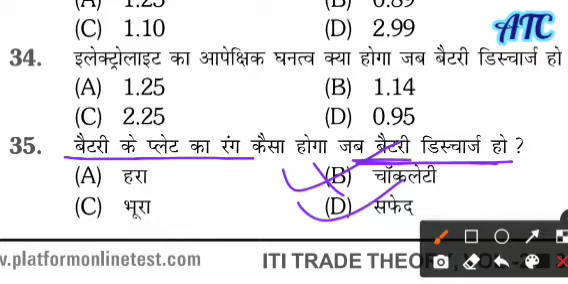 (C) 1.10 (D) 2.99
ATC
34. इलेक्ट्रोलाइट का आपेक्षिक घनत्व क्या होगा जब बैटरी डिस्चार्ज हो
(A) 1.25 (B) 1.14
(C) 2.25 (D) 0.95
35. बैटरी के प्लेट का रंग कैसा होगा जब बैटरी डिस्चार्ज हो ?
(A) हरा (B) चॉकलेटी
(C) भूरा (D) सफेद
v.platformonlinetest.com ITI TRADE THEO